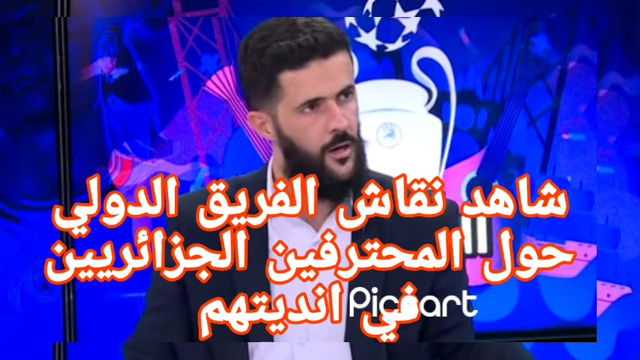 شاهد نقاش الفريق الدولي
حول المحترفين الجزائريين
في انديتهم
Picsart